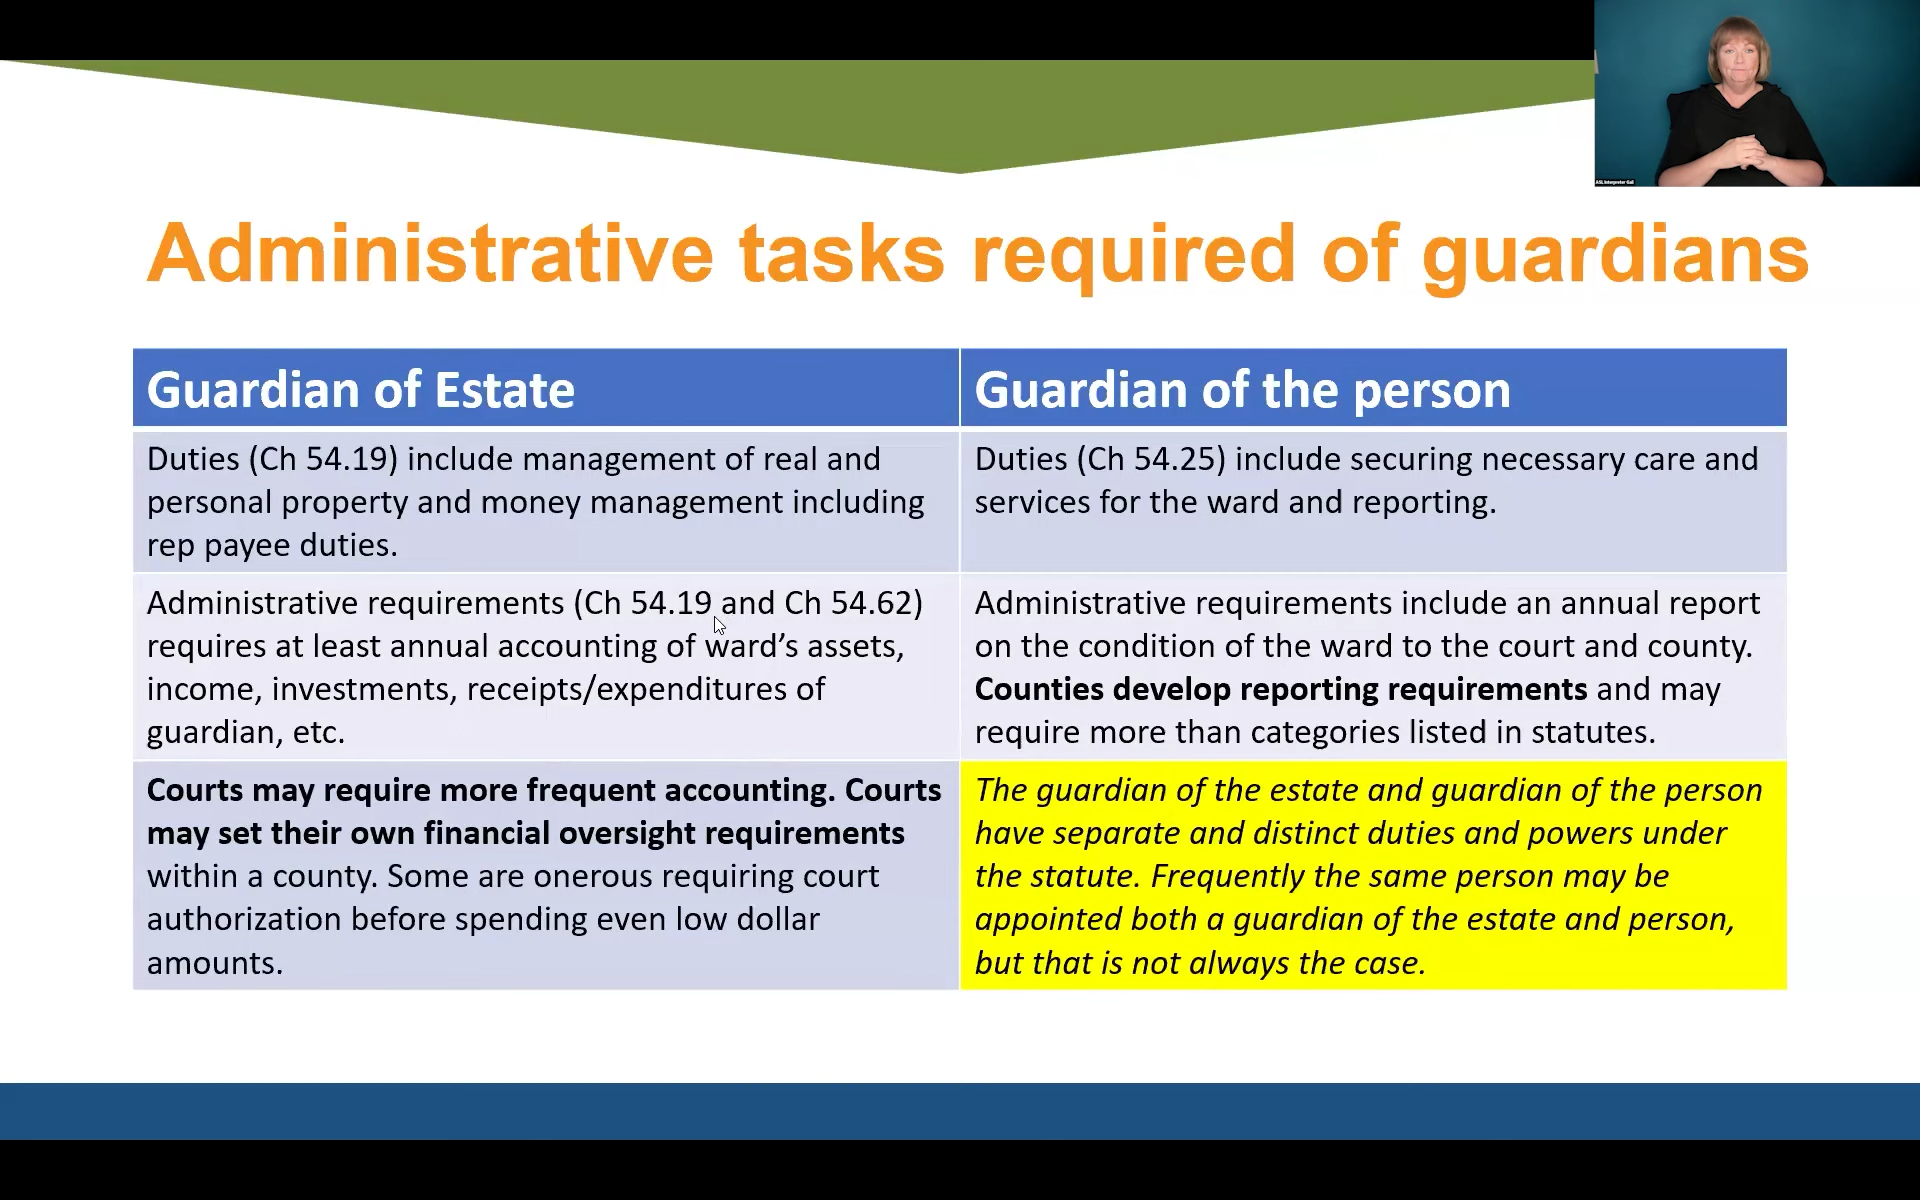 ASL Interpreter Gail
Administrative tasks required of guardians
Guardian of Estate
Guardian of the person
Duties (Ch 54.19) include management of real and
personal property and money management including
rep payee duties.
Duties (Ch 54.25) include securing necessary care and
services for the ward and reporting.
Administrative requirements (Ch 54.19 and Ch 54.62)
requires at least annual accounting of ward’s assets,
income, investments, receipts/expenditures of
guardian, etc.
Administrative requirements include an annual report
on the condition of the ward to the court and county.
Counties develop reporting requirements and may
require more than categories listed in statutes.
Courts may require more frequent accounting. Courts
may set their own financial oversight requirements
within a county. Some are onerous requiring court
authorization before spending even low dollar
amounts.
The guardian of the estate and guardian of the person
have separate and distinct duties and powers under
the statute. Frequently the same person may be
appointed both a guardian of the estate and person,
but that is not always the case.